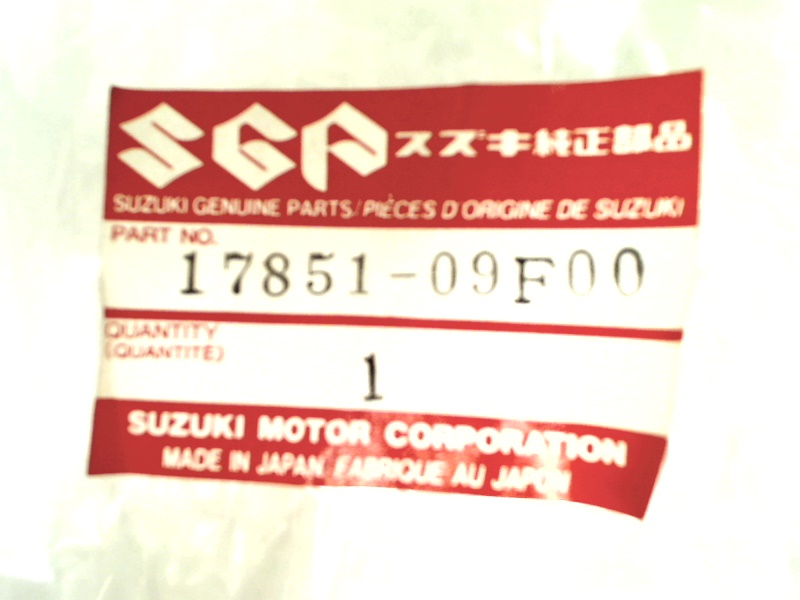 SGP スズキ純正部品
SUZUKI GENUINE PARTS/PIÈCES D'ORIGINE DE SUZUKI
PART NO.
17851-09F00
QUANTITY
(QUANTITÉ)
1
SUZUKI MOTOR CORPORATION
MADE IN JAPAN FABRIQUE AU JAPON